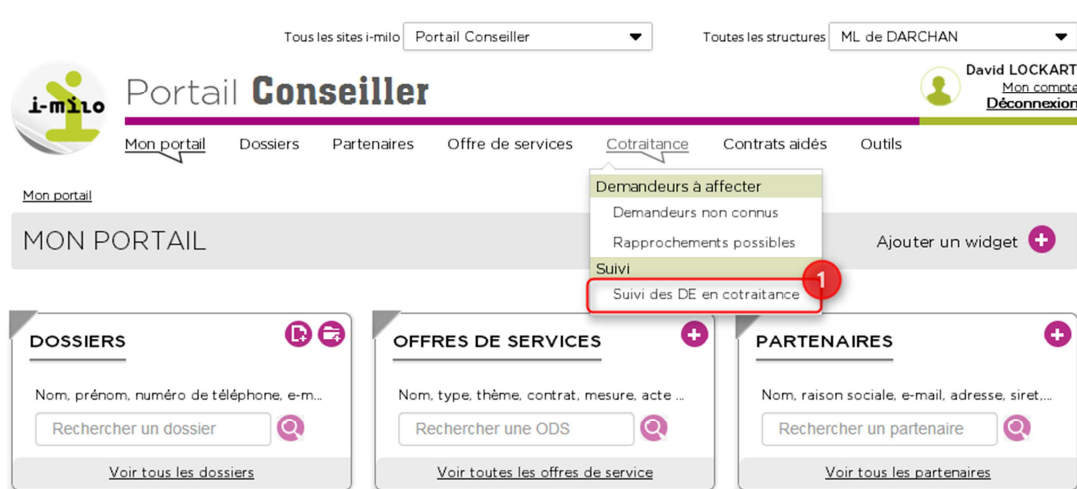 Tous les sites i-milo Portail Conseiller Toutes les structures ML de DARCHAN
i-milo
Portail Conseiller
David LOCKART
Mon compte
Déconnexion
Mon portail Dossiers Partenaires Offre de services Cotraitance Contrats aidés Outils
Demandeurs à affecter
Demandeurs non connus
Rapprochements possibles
Suivi
1
Suivi des DE en cotraitance
Mon portail
MON PORTAIL
Ajouter un widget
DOSSIERS
Nom, prénom, numéro de téléphone, e-m...
Rechercher un dossier
Voir tous les dossiers
OFFRES DE SERVICES
Nom, type, thème, contrat, mesure, acte ...
Rechercher une ODS
Voir toutes les offres de service
PARTENAIRES
Nom, raison sociale, e-mail, adresse, siret,...
Rechercher un partenaire
Voir tous les partenaires